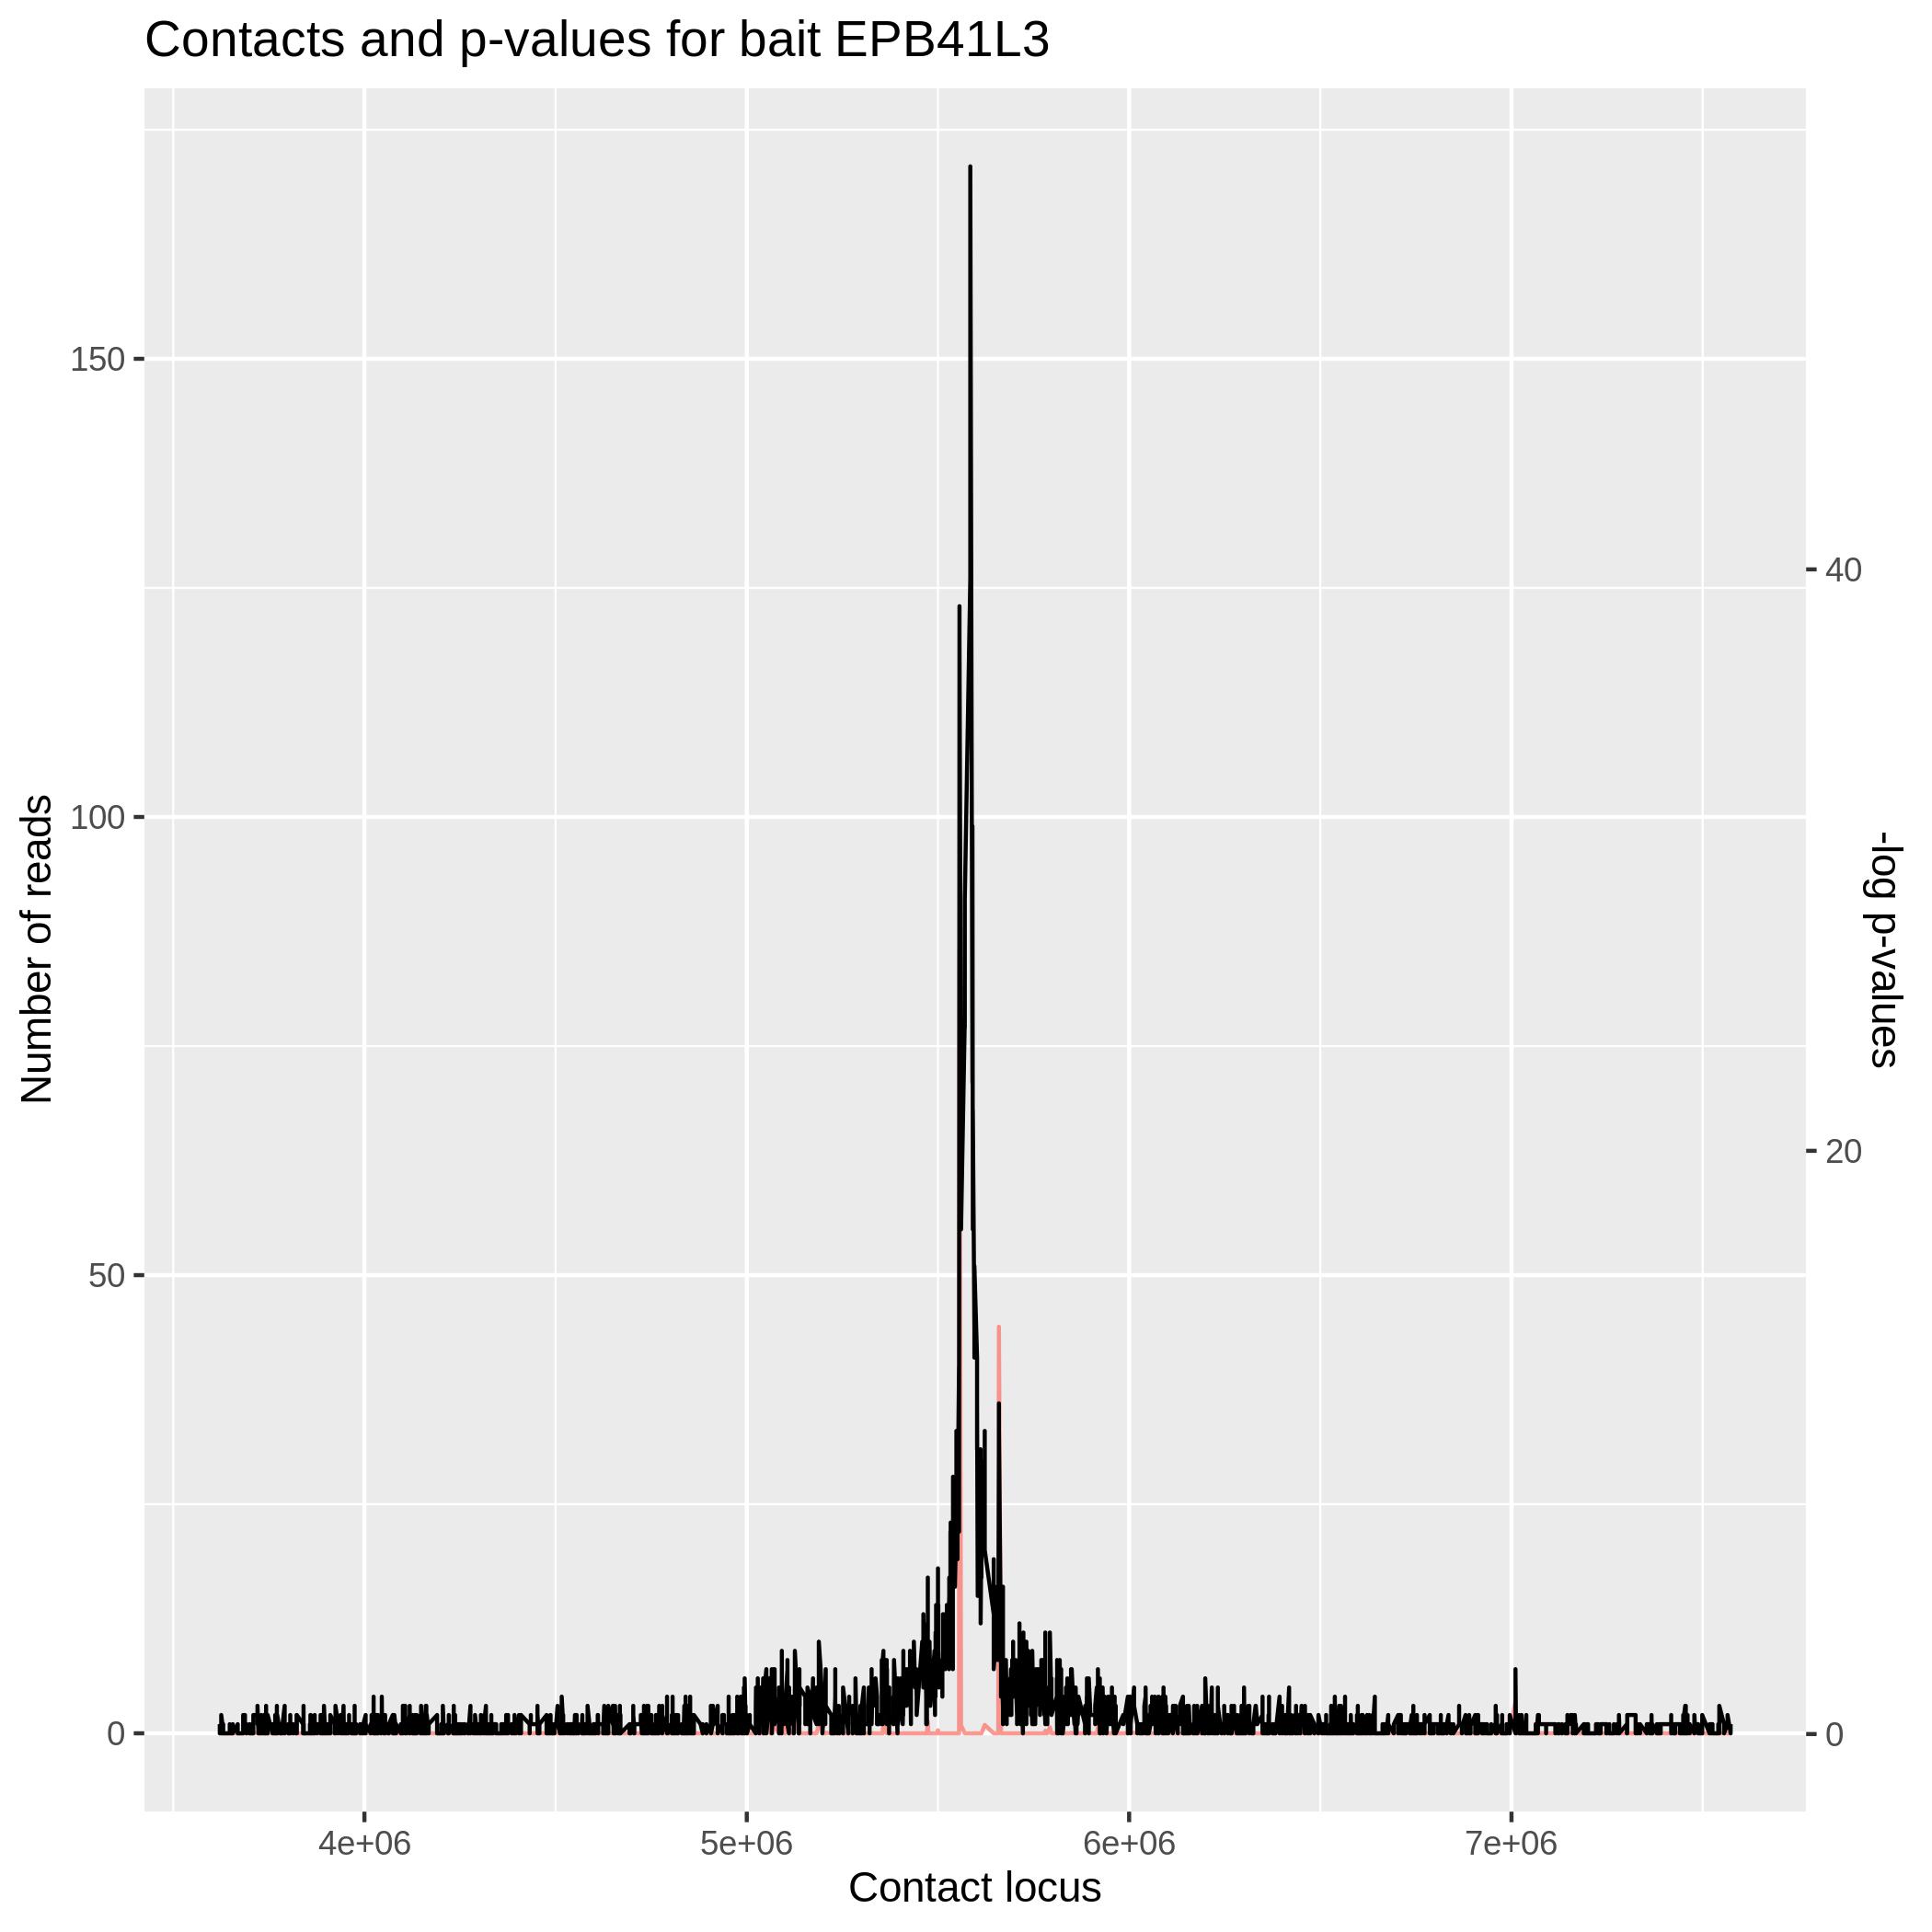 Contacts and p-values for bait EPB41L3
150
100
50
0
40
20
0
Number of reads
-log p-values
4e+06 5e+06 6e+06 7e+06
Contact locus